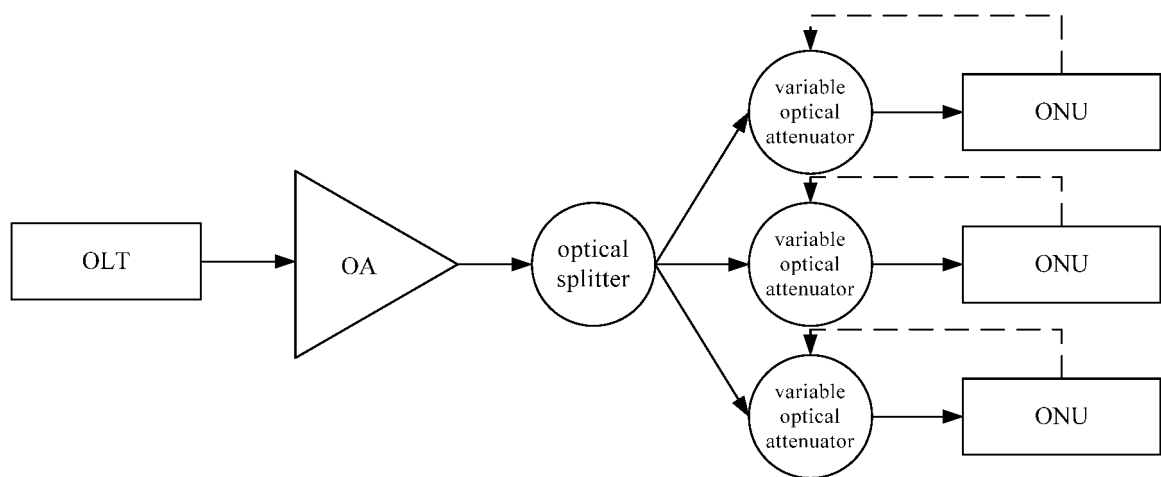 OLT
OA
optical
splitter
variable
optical
attenuator
ONU
variable
optical
attenuator
ONU
variable
optical
attenuator
ONU